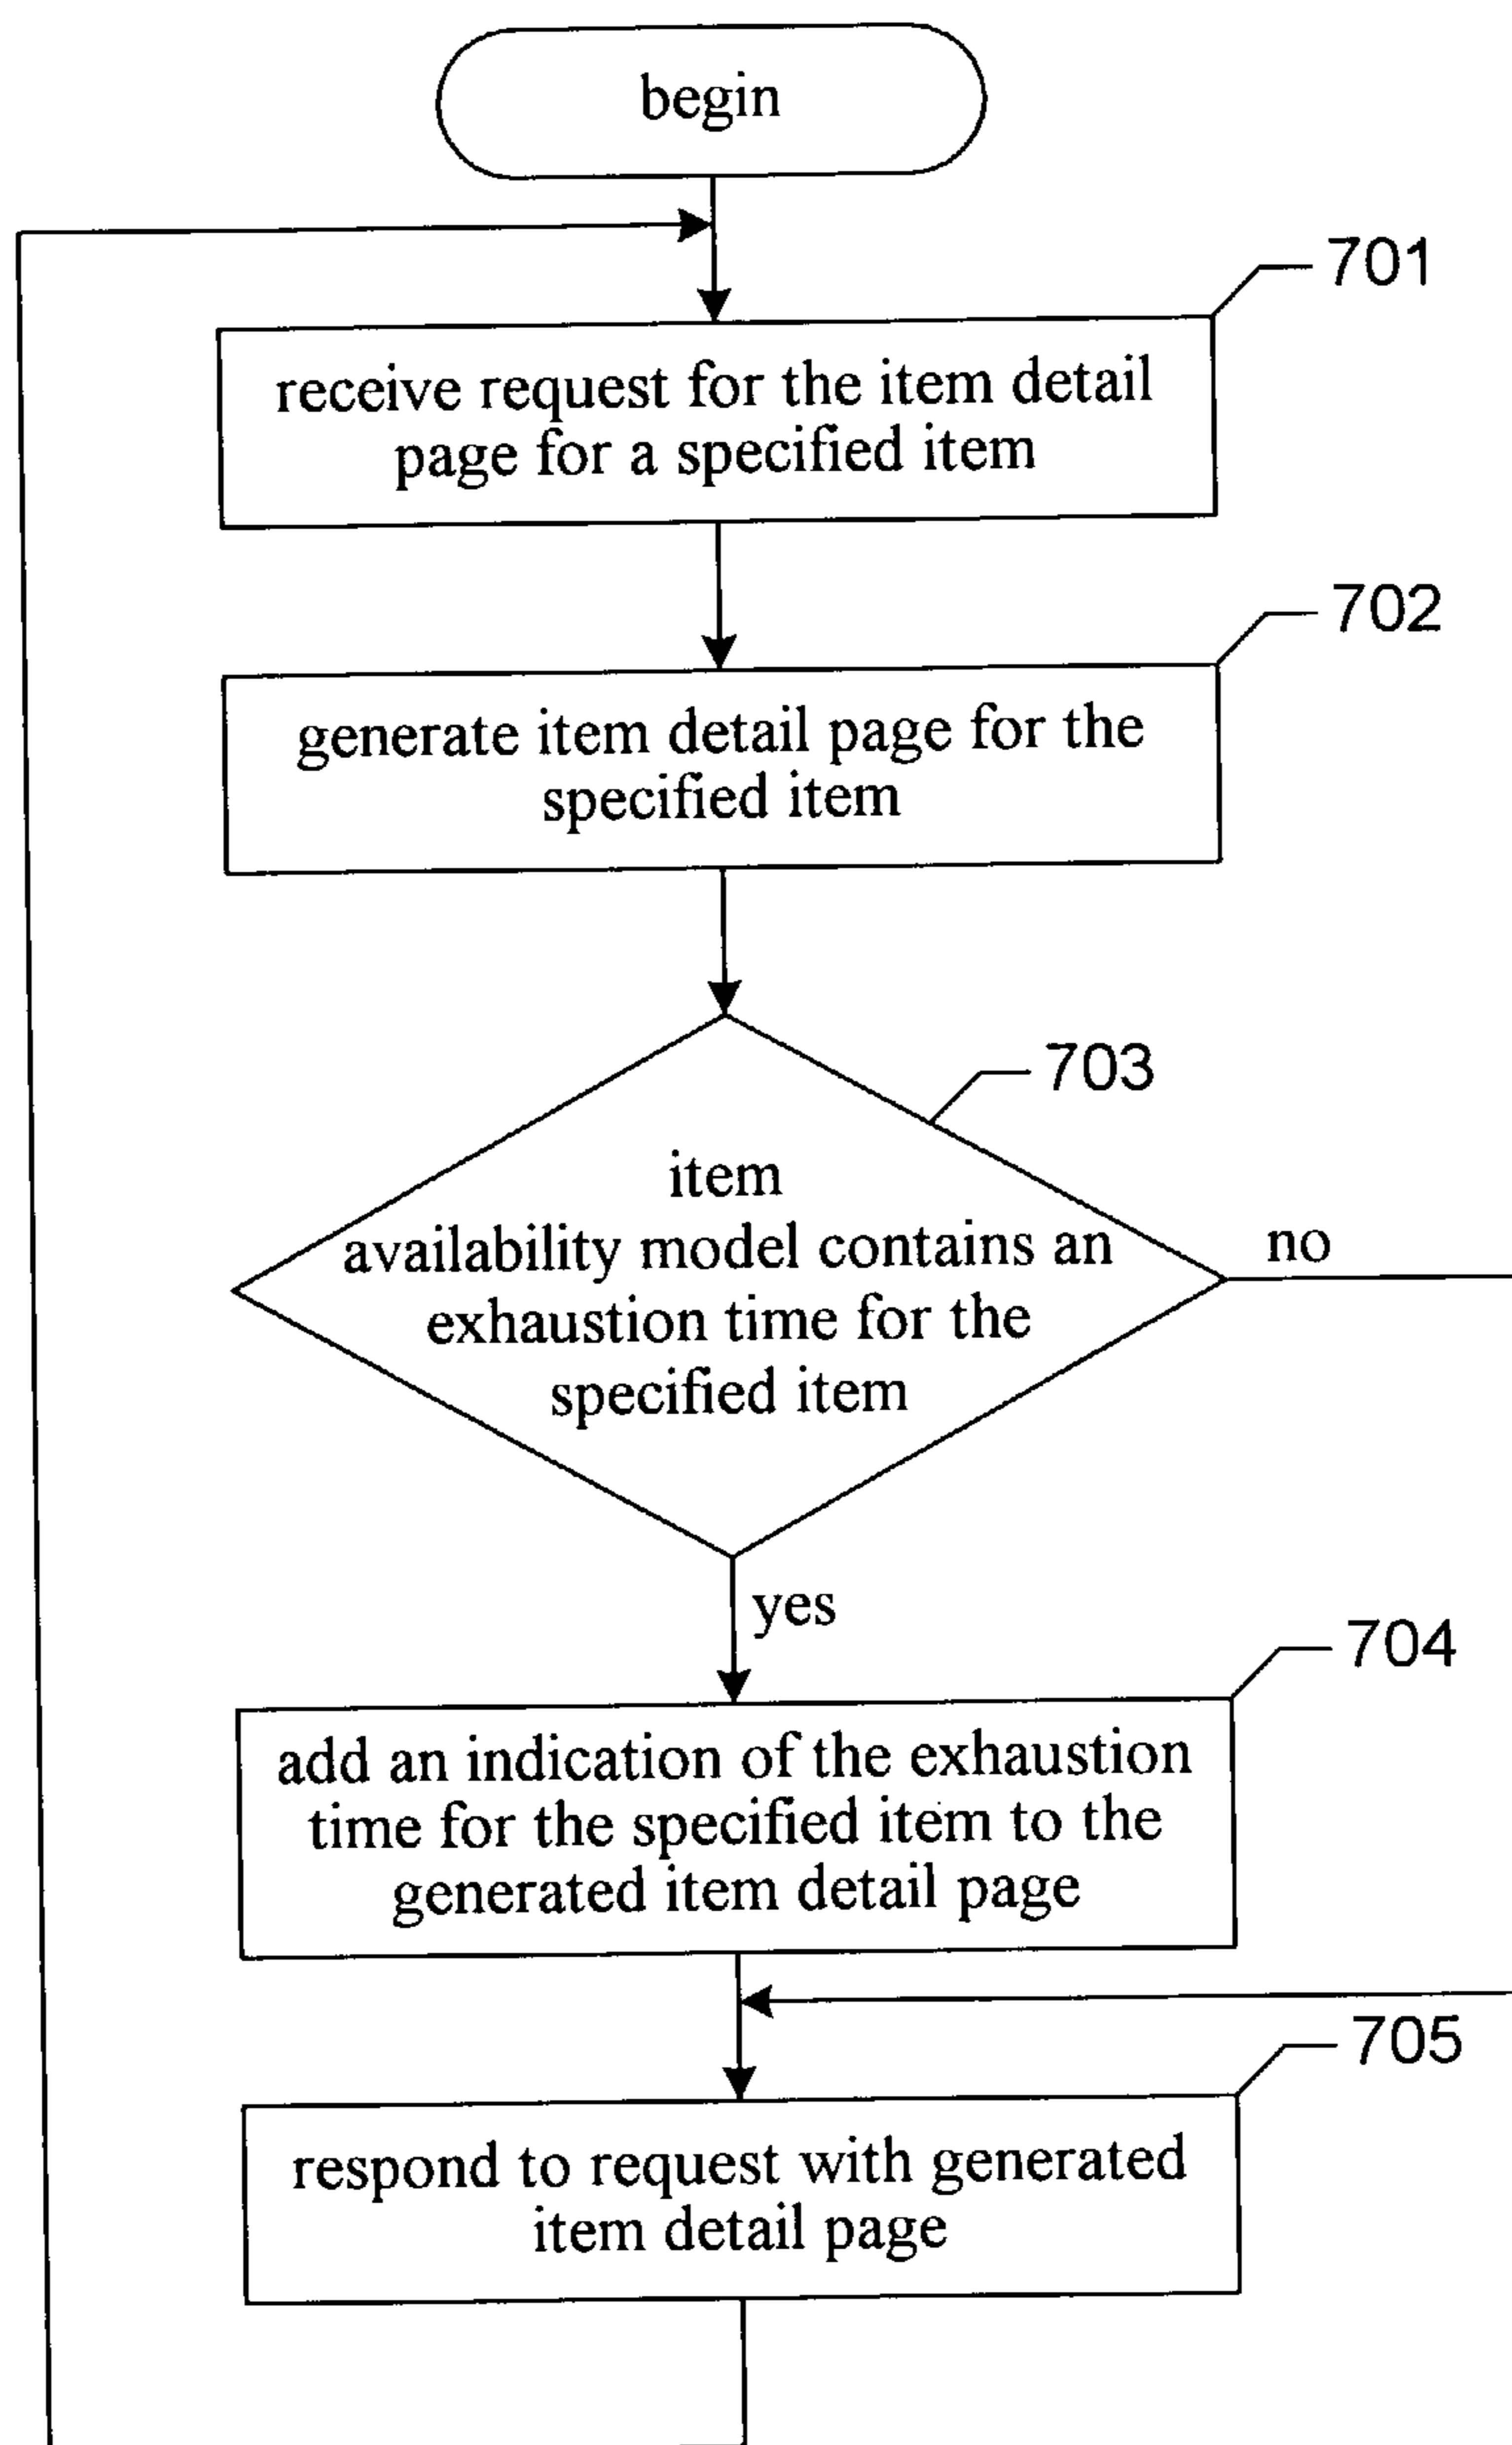 begin
701
receive request for the item detail
page for a specified item
702
generate item detail page for the
specified item
703
item
availability model contains an
exhaustion time for the
specified item
no
yes
704
add an indication of the exhaustion
time for the specified item to the
generated item detail page
705
respond to request with generated
item detail page